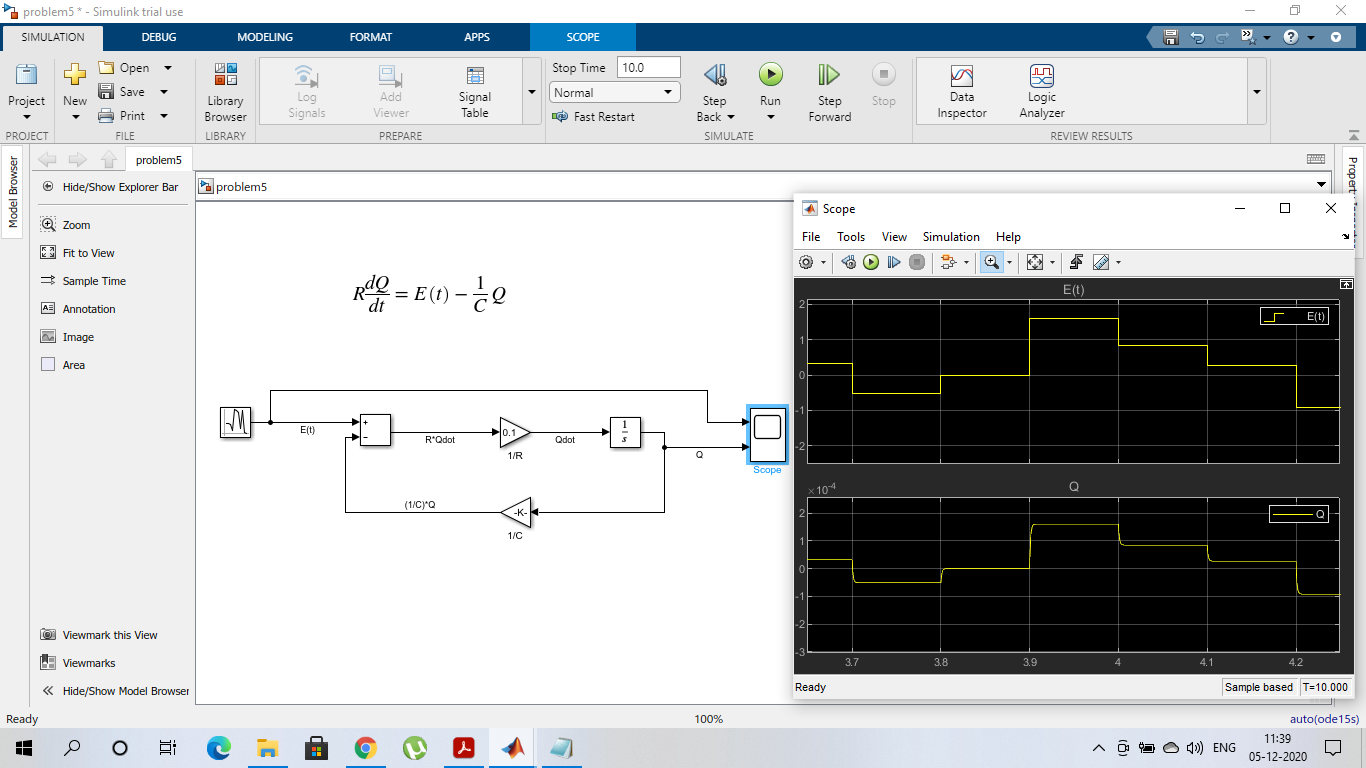 problem5 * - Simulink trial use
SIMULATION DEBUG MODELING FORMAT APPS SCOPE
Project
PROJECT
New
Open
Save
Print
FILE
Library
Browser
LIBRARY
Log
Signals
Add
Viewer
Signal
Table
PREPARE
Stop Time 10.0
Normal
Fast Restart
Step
Back
Run
Step
Forward
Stop
SIMULATE
Data
Inspector
Logic
Analyzer
REVIEW RESULTS
Model Browser
problem5
Hide/Show Explorer Bar
problem5
Zoom
Fit to View
Sample Time
Annotation
Image
Area
Viewmark this View
Viewmarks
Hide/Show Model Browser
R dQ/dt = E(t) − 1/C Q
E(t)
+
−
R*Qdot
0.1
1/R
Qdot
1/s
Q
Scope
(1/C)*Q
-K-
1/C
Scope
File Tools View Simulation Help
E(t)
E(t)
2
1
0
-1
-2
×10⁻⁴
Q
Q
2
1
0
-1
-2
-3
3.7 3.8 3.9 4 4.1 4.2
Ready Sample based T=10.000
Ready 100% auto(ode15s)
ENG
11:39
05-12-2020